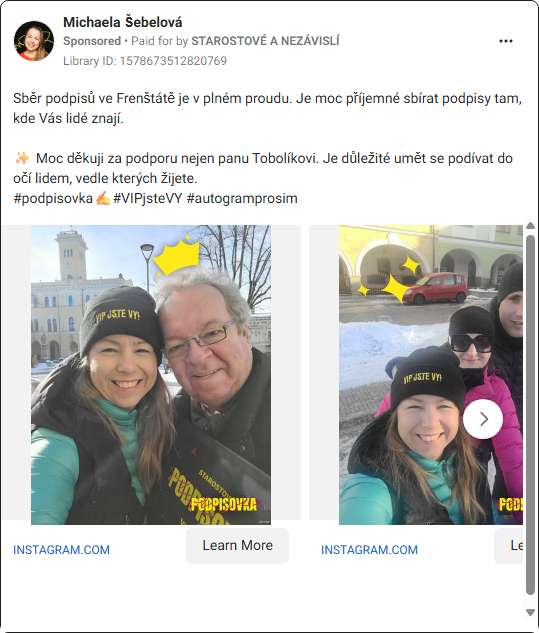 Michaela Šebelová
Sponsored • Paid for by STAROSTOVÉ A NEZÁVISLÍ
Library ID: 1578673512820769
Sběr podpisů ve Frenštátě je v plném proudu. Je moc příjemné sbírat podpisy tam,
kde Vás lidé znají.
✨ Moc děkuji za podporu nejen panu Tobolíkovi. Je důležité umět se podívat do
očí lidem, vedle kterých žijete.
#podpisovka✍️#VIPjsteVY #autogramprosim
VIP JSTE VY!
PODPISOVKA
VIP JSTE VY!
INSTAGRAM.COM
Learn More
INSTAGRAM.COM
Le